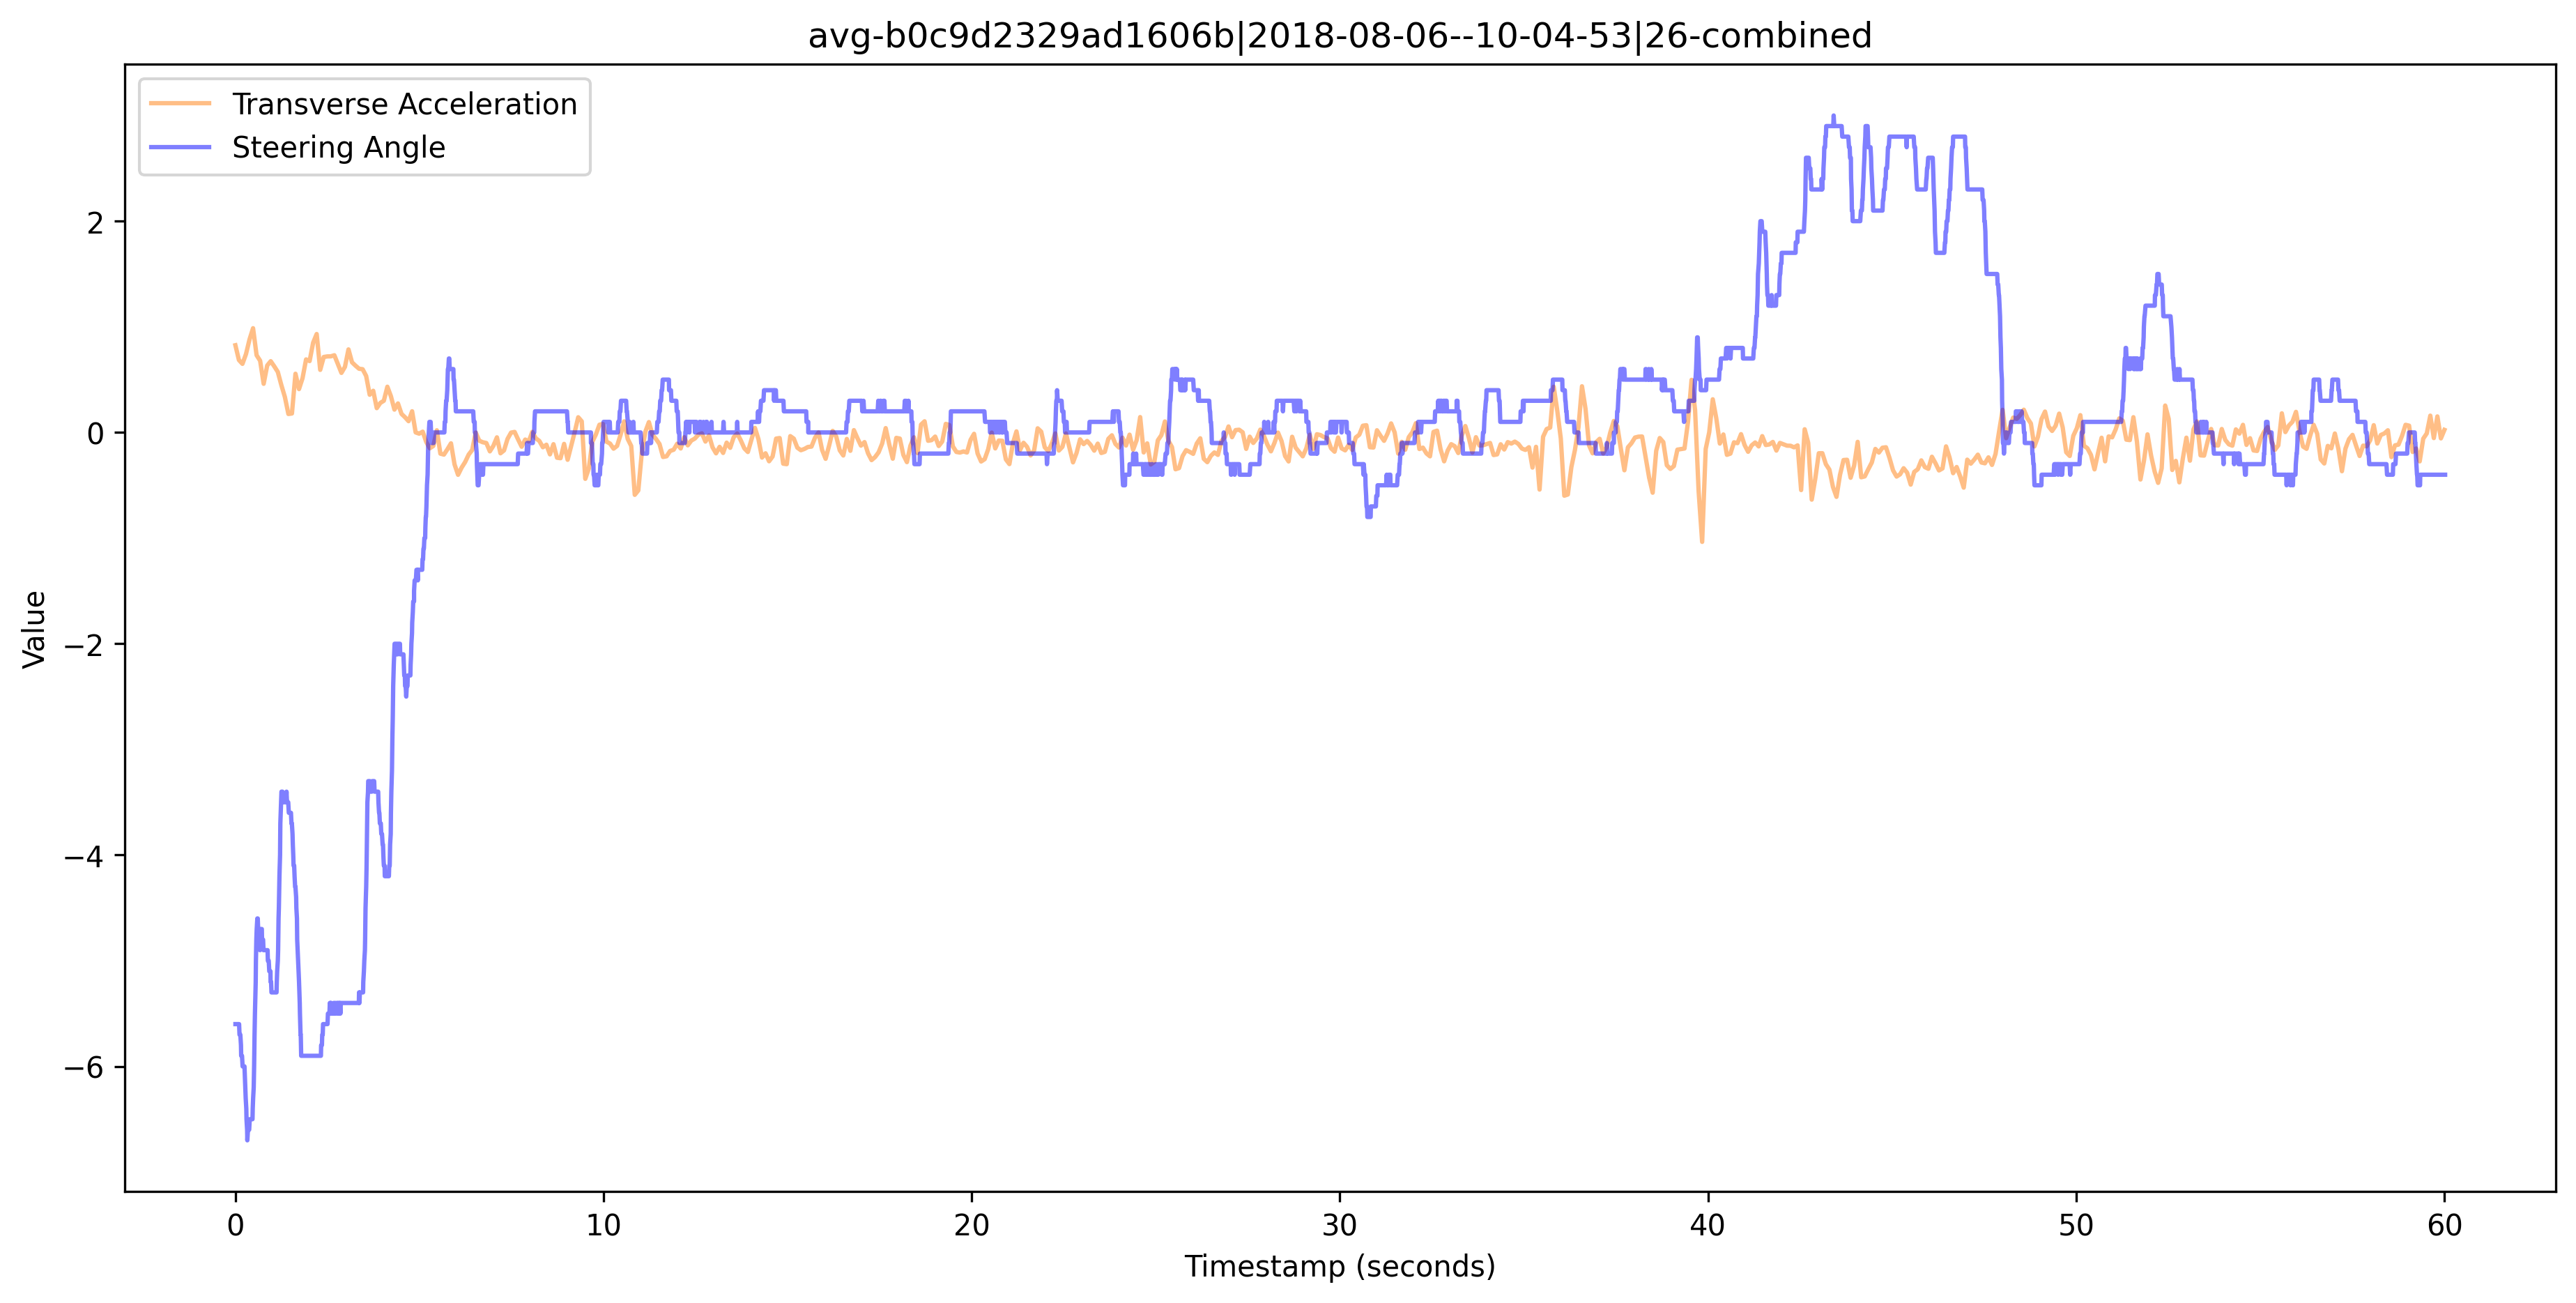 avg-b0c9d2329ad1606b|2018-08-06--10-04-53|26-combined
Transverse Acceleration
Steering Angle
Value
2
0
−2
−4
−6
0 10 20 30 40 50 60
Timestamp (seconds)